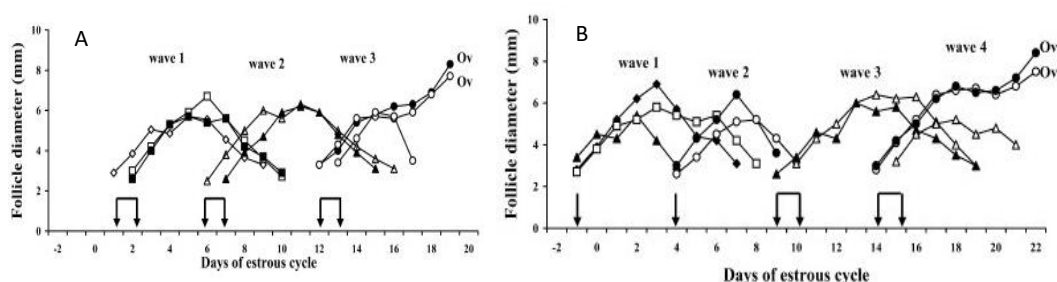 A
wave 1
wave 2
wave 3
Ov
Ov
Follicle diameter (mm)
10
8
6
4
2
0
-2 0 2 4 6 8 10 12 14 16 18 20
Days of estrous cycle
B
wave 1
wave 2
wave 3
wave 4
Ov
Ov
Follicle diameter (mm)
10
8
6
4
2
0
-2 0 2 4 6 8 10 12 14 16 18 20 22
Days of estrous cycle